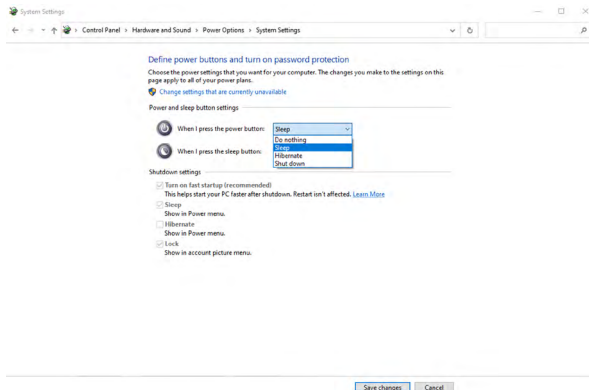 System Settings
Control Panel > Hardware and Sound > Power Options > System Settings
Define power buttons and turn on password protection
Choose the power settings that you want for your computer. The changes you make to the settings on this
page apply to all of your power plans.
Change settings that are currently unavailable
Power and sleep button settings
When I press the power button: Sleep
Do nothing
Sleep
When I press the sleep button:
Hibernate
Shut down
Shutdown settings
Turn on fast startup (recommended)
This helps start your PC faster after shutdown. Restart isn't affected. Learn More
Sleep
Show in Power menu.
Hibernate
Show in Power menu.
Lock
Show in account picture menu.
Save changes Cancel